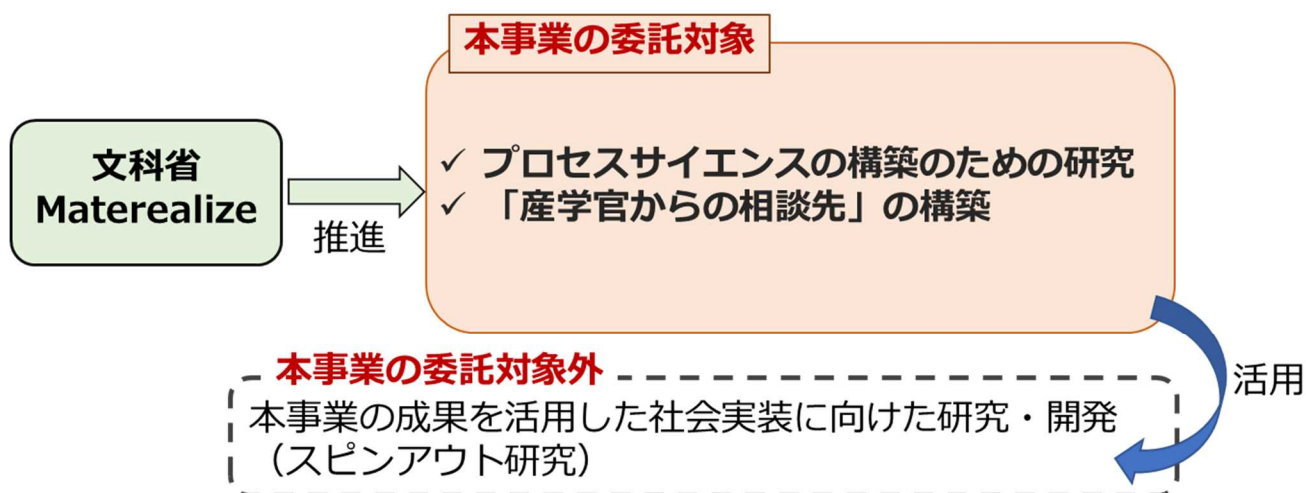 本事業の委託対象
文科省
Materealize
推進
✓ プロセスサイエンスの構築のための研究
✓ 「産学官からの相談先」の構築
本事業の委託対象外
本事業の成果を活用した社会実装に向けた研究・開発
（スピンアウト研究）
活用